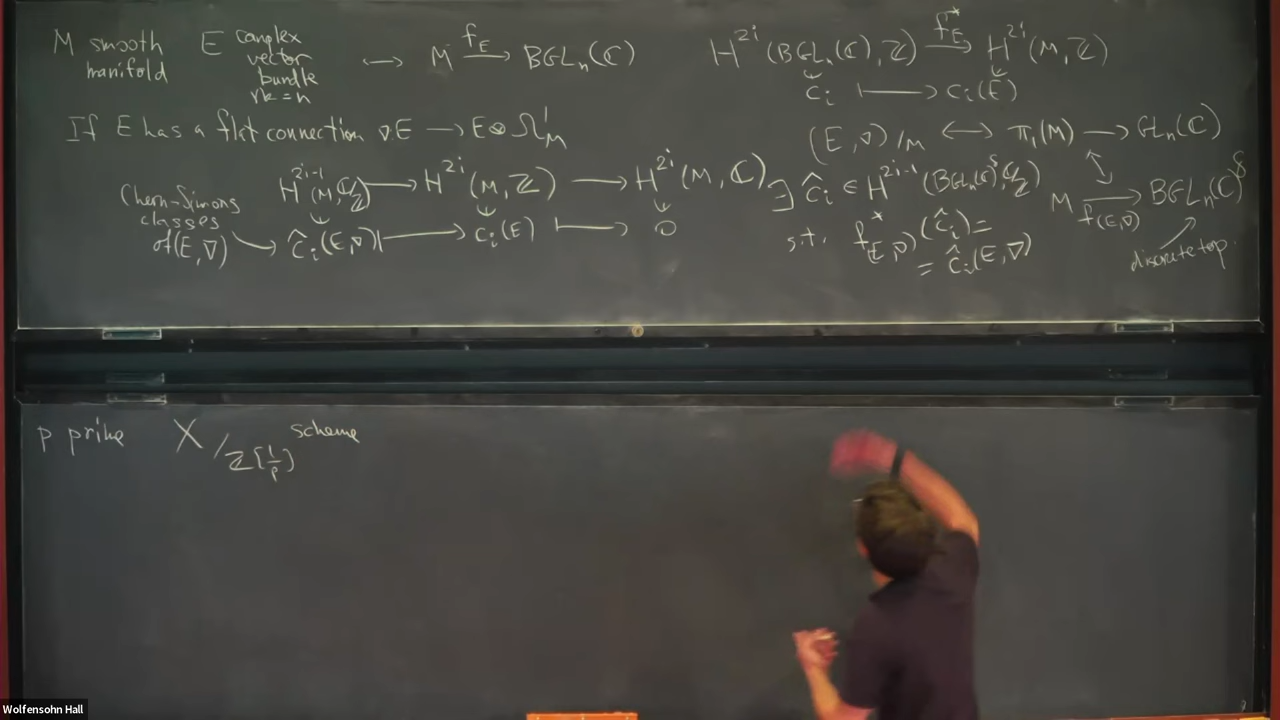 M smooth manifold E complex vector bundle rk = n ⟷ M —f_E→ BGL_n(ℂ) H^{2i}(BGL_n(ℂ), ℤ) —f_E^*→ H^{2i}(M, ℤ)
c_i ⟼ c_i(E)
If E has a flat connection ∇E → E⊗Ω^1_M
(E, ∇)/M ⟷ π_1(M) → GL_n(ℂ)
H^{2i-1}(M, ℂ/ℤ) → H^{2i}(M, ℤ) → H^{2i}(M, ℂ)
Chern-Simons classes of (E, ∇) → ĉ_i(E, ∇) ⟼ c_i(E) ⟼ 0
∃ ĉ_i ∈ H^{2i-1}(BGL_n(ℂ)^δ, ℂ/ℤ)
M —f_{(E,∇)}→ BGL_n(ℂ)^δ
s.t. f^*_{(E,∇)}(ĉ_i) =
= ĉ_i(E, ∇)
discrete top.
p prime X/ℤ[1/p] scheme
Wolfensohn Hall